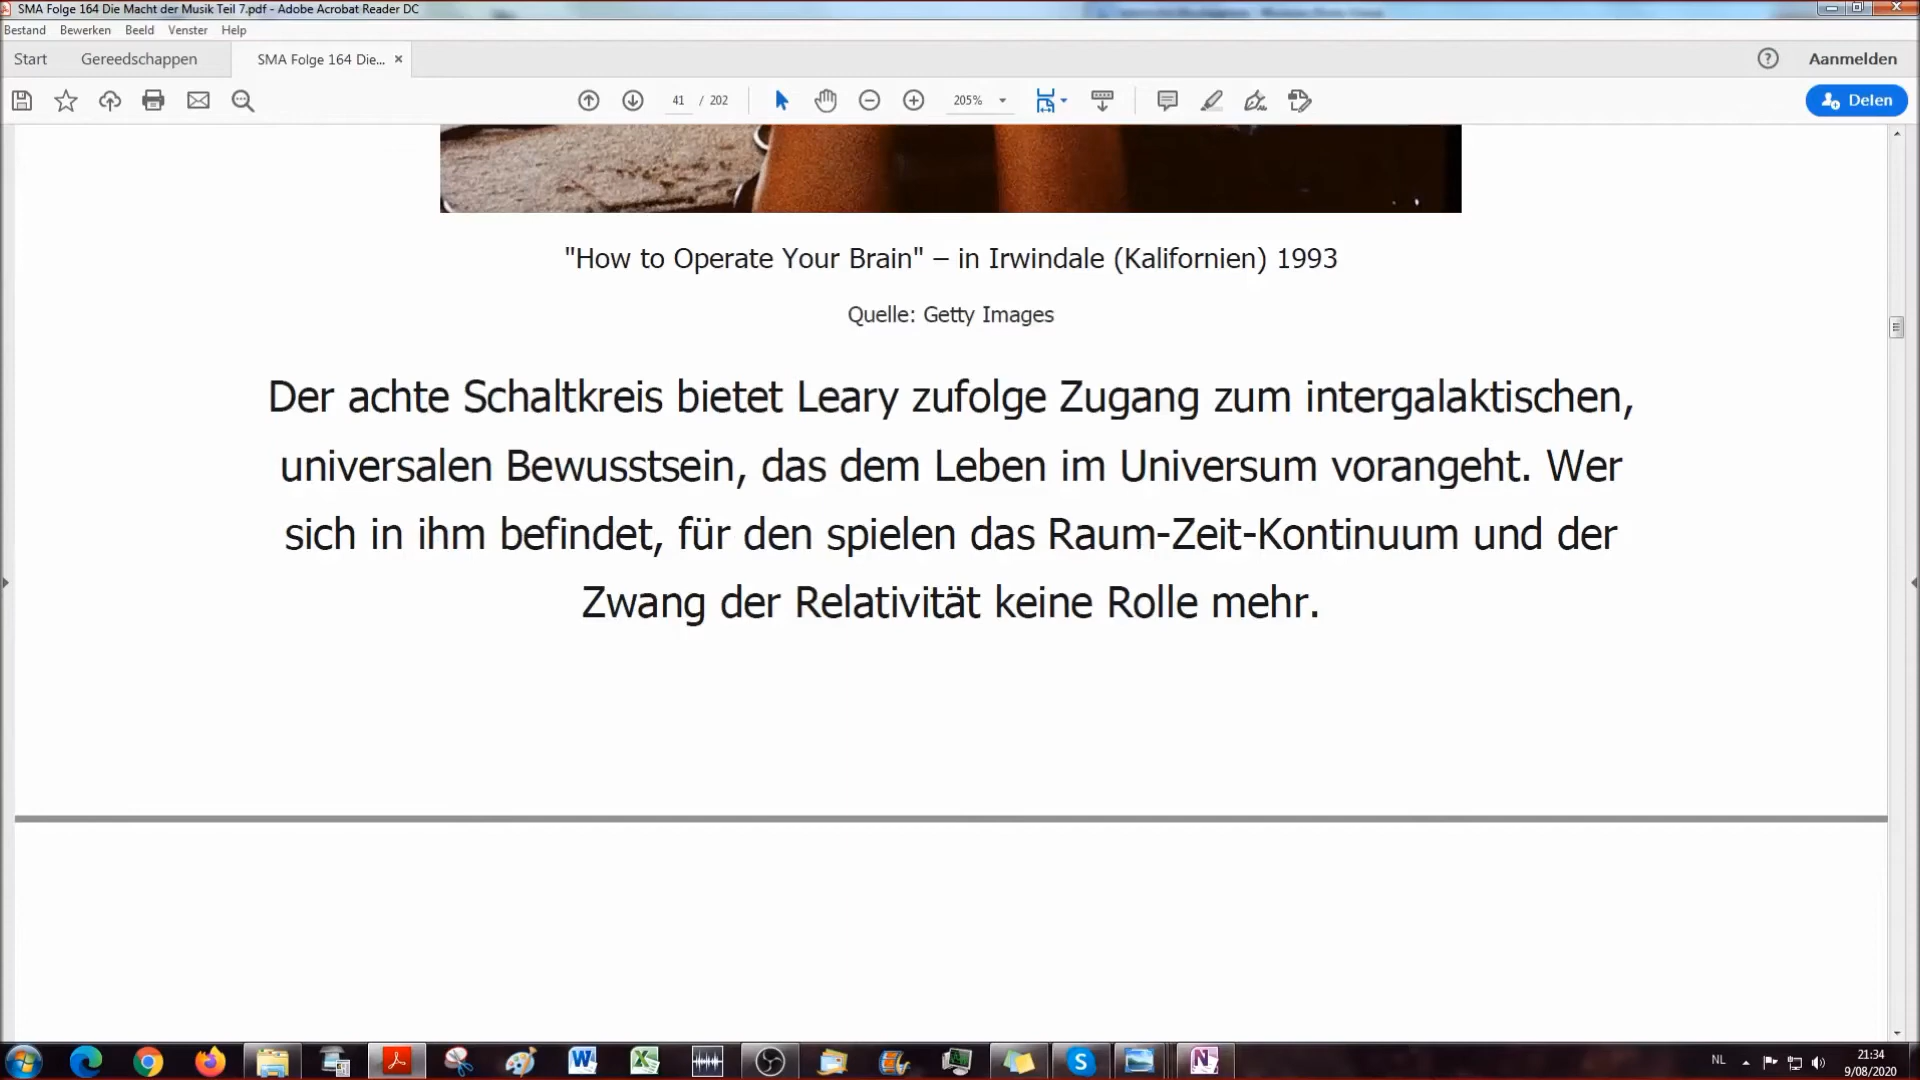 SMA Folge 164 Die Macht der Musik Teil 7.pdf - Adobe Acrobat Reader DC
Bestand Bewerken Beeld Venster Help
Start Gereedschappen SMA Folge 164 Die... × Aanmelden
41 / 202 205% Delen
"How to Operate Your Brain" – in Irwindale (Kalifornien) 1993
Quelle: Getty Images
Der achte Schaltkreis bietet Leary zufolge Zugang zum intergalaktischen,
universalen Bewusstsein, das dem Leben im Universum vorangeht. Wer
sich in ihm befindet, für den spielen das Raum-Zeit-Kontinuum und der
Zwang der Relativität keine Rolle mehr.
NL 21:34
9/08/2020